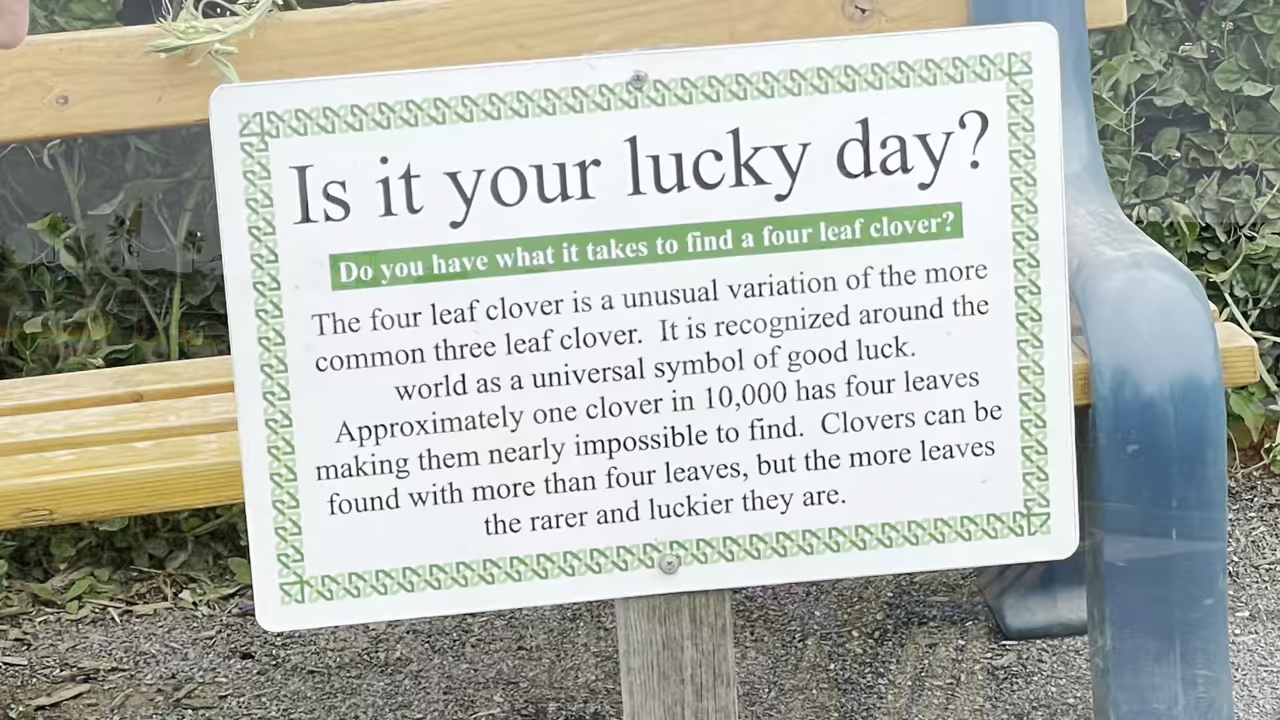 Is it your lucky day?
Do you have what it takes to find a four leaf clover?
The four leaf clover is a unusual variation of the more
common three leaf clover.  It is recognized around the
world as a universal symbol of good luck.
Approximately one clover in 10,000 has four leaves
making them nearly impossible to find.  Clovers can be
found with more than four leaves, but the more leaves
the rarer and luckier they are.